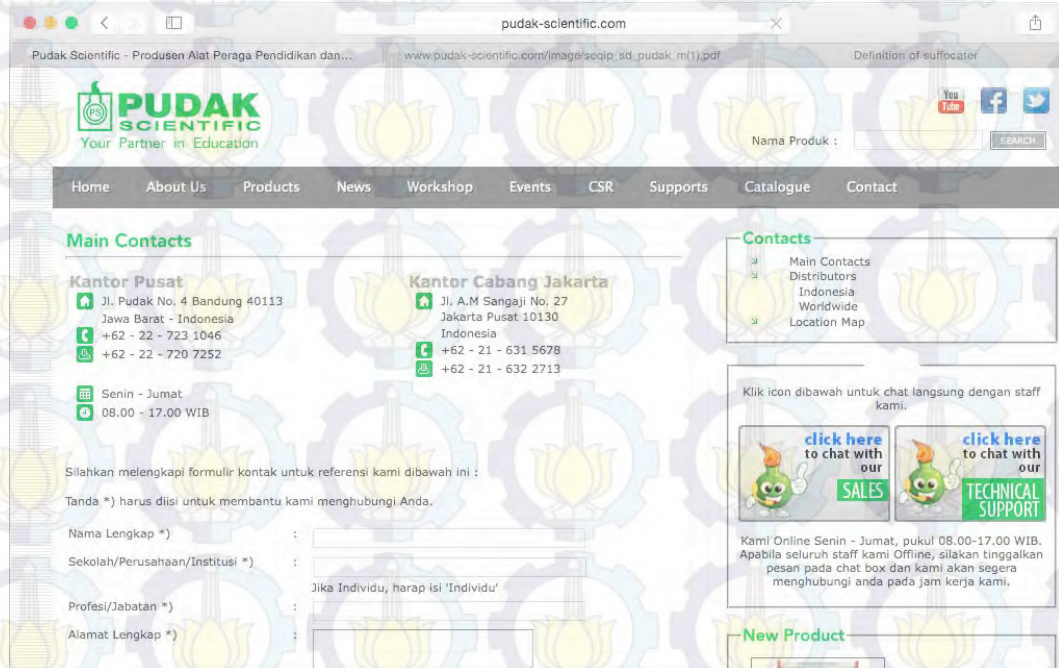 pudak-scientific.com
Pudak Scientific - Produsen Alat Peraga Pendidikan dan...
www.pudak-scientific.com/image/seqip_sd_pudak_m(1).pdf
Definition of suffocater
PS
PUDAK
SCIENTIFIC
Your Partner in Education
You
Tube
Nama Produk :
SEARCH
Home About Us Products News Workshop Events CSR Supports Catalogue Contact
Main Contacts
Kantor Pusat
Jl. Pudak No. 4 Bandung 40113
Jawa Barat - Indonesia
+62 - 22 - 723 1046
+62 - 22 - 720 7252
Senin - Jumat
08.00 - 17.00 WIB
Kantor Cabang Jakarta
Jl. A.M Sangaji No. 27
Jakarta Pusat 10130
Indonesia
+62 - 21 - 631 5678
+62 - 21 - 632 2713
Silahkan melengkapi formulir kontak untuk referensi kami dibawah ini :
Tanda *) harus diisi untuk membantu kami menghubungi Anda.
Nama Lengkap *) :
Sekolah/Perusahaan/Institusi *) :
Jika Individu, harap isi 'Individu'
Profesi/Jabatan *) :
Alamat Lengkap *) :
Contacts
Main Contacts
Distributors
Indonesia
Worldwide
Location Map
Klik icon dibawah untuk chat langsung dengan staff
kami.
click here
to chat with
our
SALES
click here
to chat with
our
TECHNICAL
SUPPORT
Kami Online Senin - Jumat, pukul 08.00-17.00 WIB.
Apabila seluruh staff kami Offline, silakan tinggalkan
pesan pada chat box dan kami akan segera
menghubungi anda pada jam kerja kami.
New Product